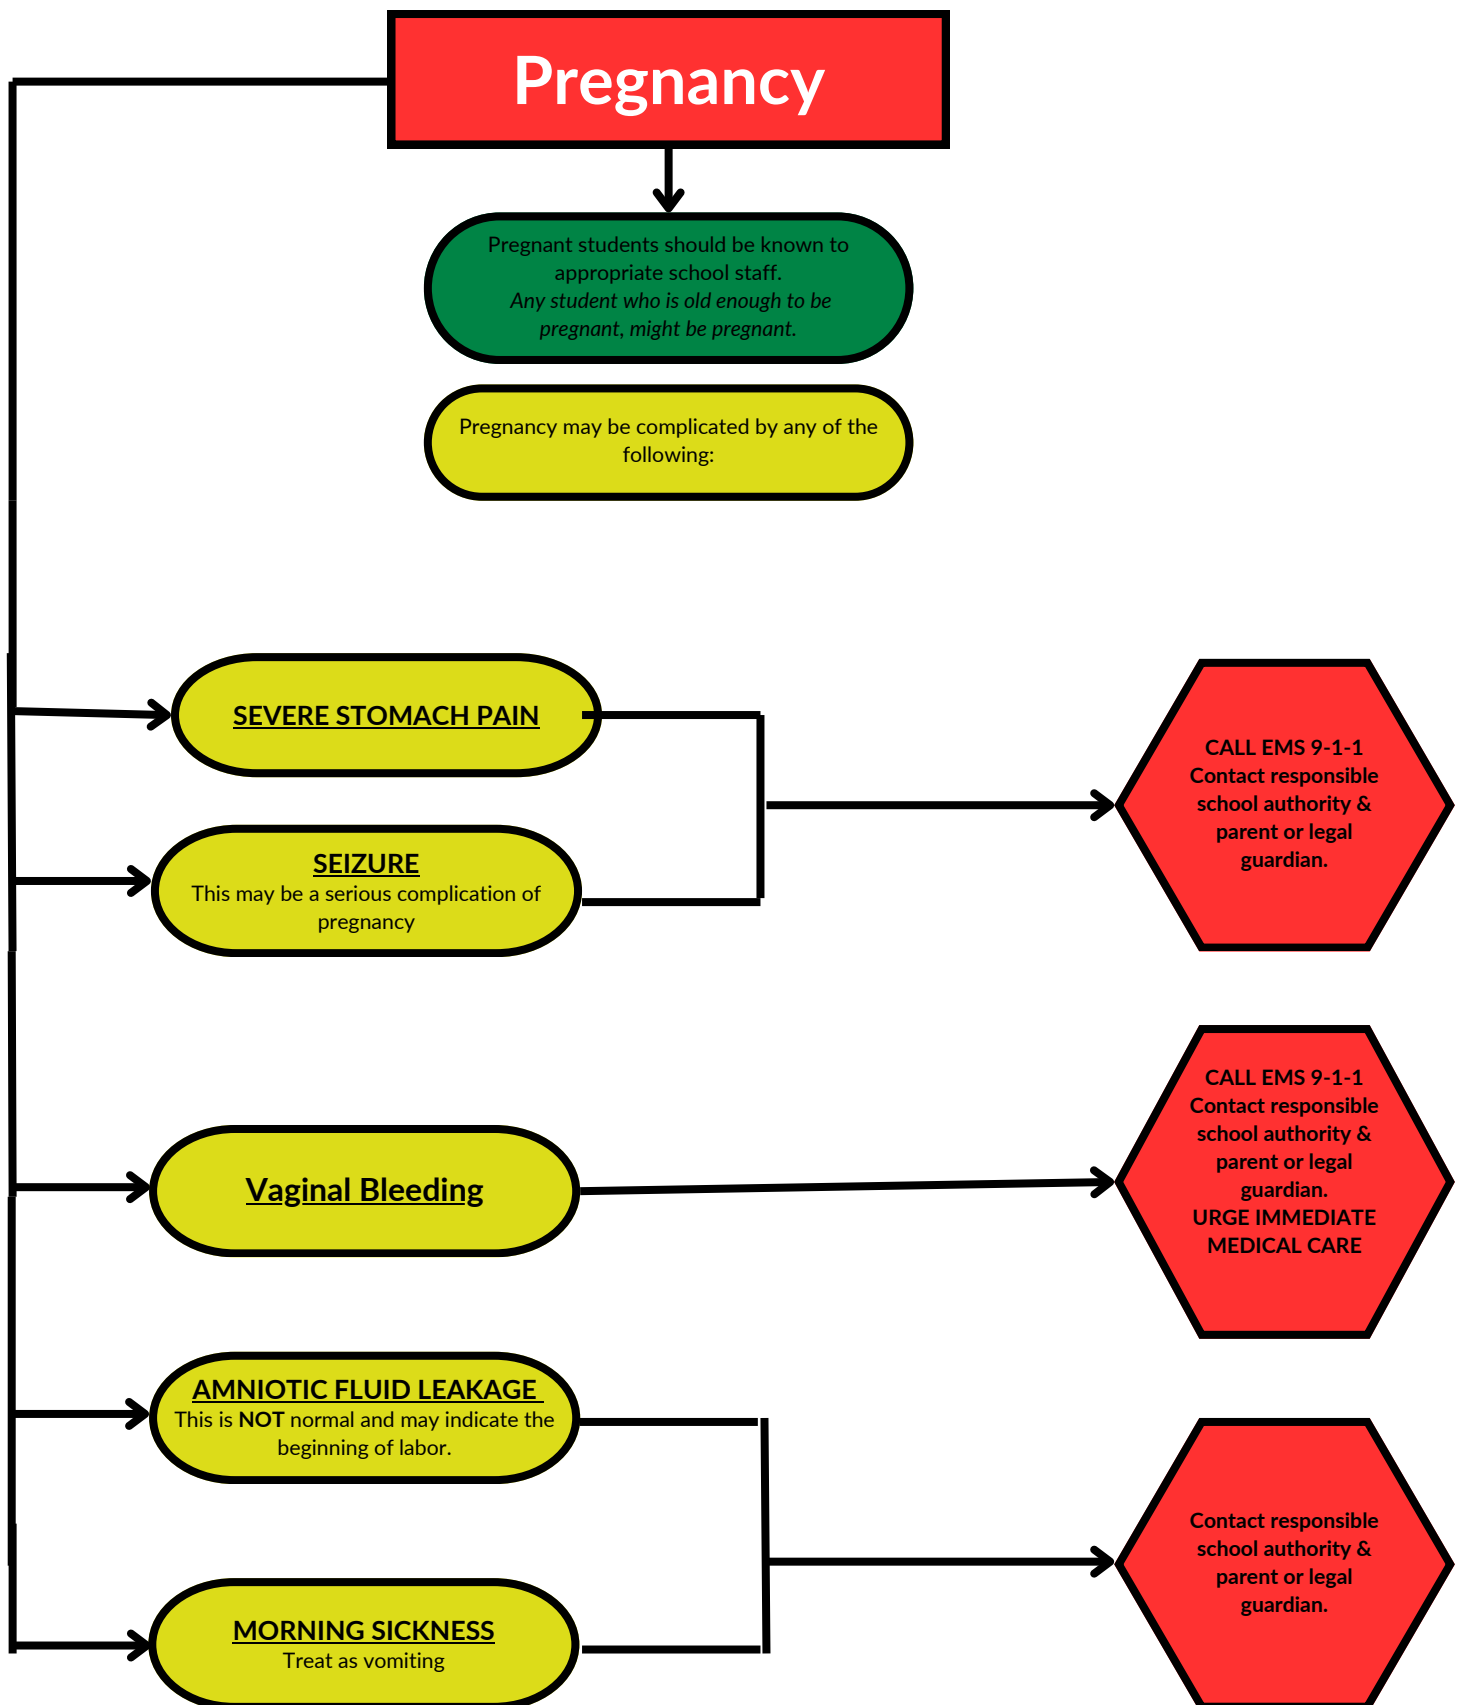 Pregnancy
Pregnant students should be known to
appropriate school staff.
Any student who is old enough to be
pregnant, might be pregnant.
Pregnancy may be complicated by any of the
following:
SEVERE STOMACH PAIN
SEIZURE
This may be a serious complication of
pregnancy
CALL EMS 9-1-1
Contact responsible
school authority &
parent or legal
guardian.
Vaginal Bleeding
CALL EMS 9-1-1
Contact responsible
school authority &
parent or legal
guardian.
URGE IMMEDIATE
MEDICAL CARE
AMNIOTIC FLUID LEAKAGE
This is NOT normal and may indicate the
beginning of labor.
MORNING SICKNESS
Treat as vomiting
Contact responsible
school authority &
parent or legal
guardian.